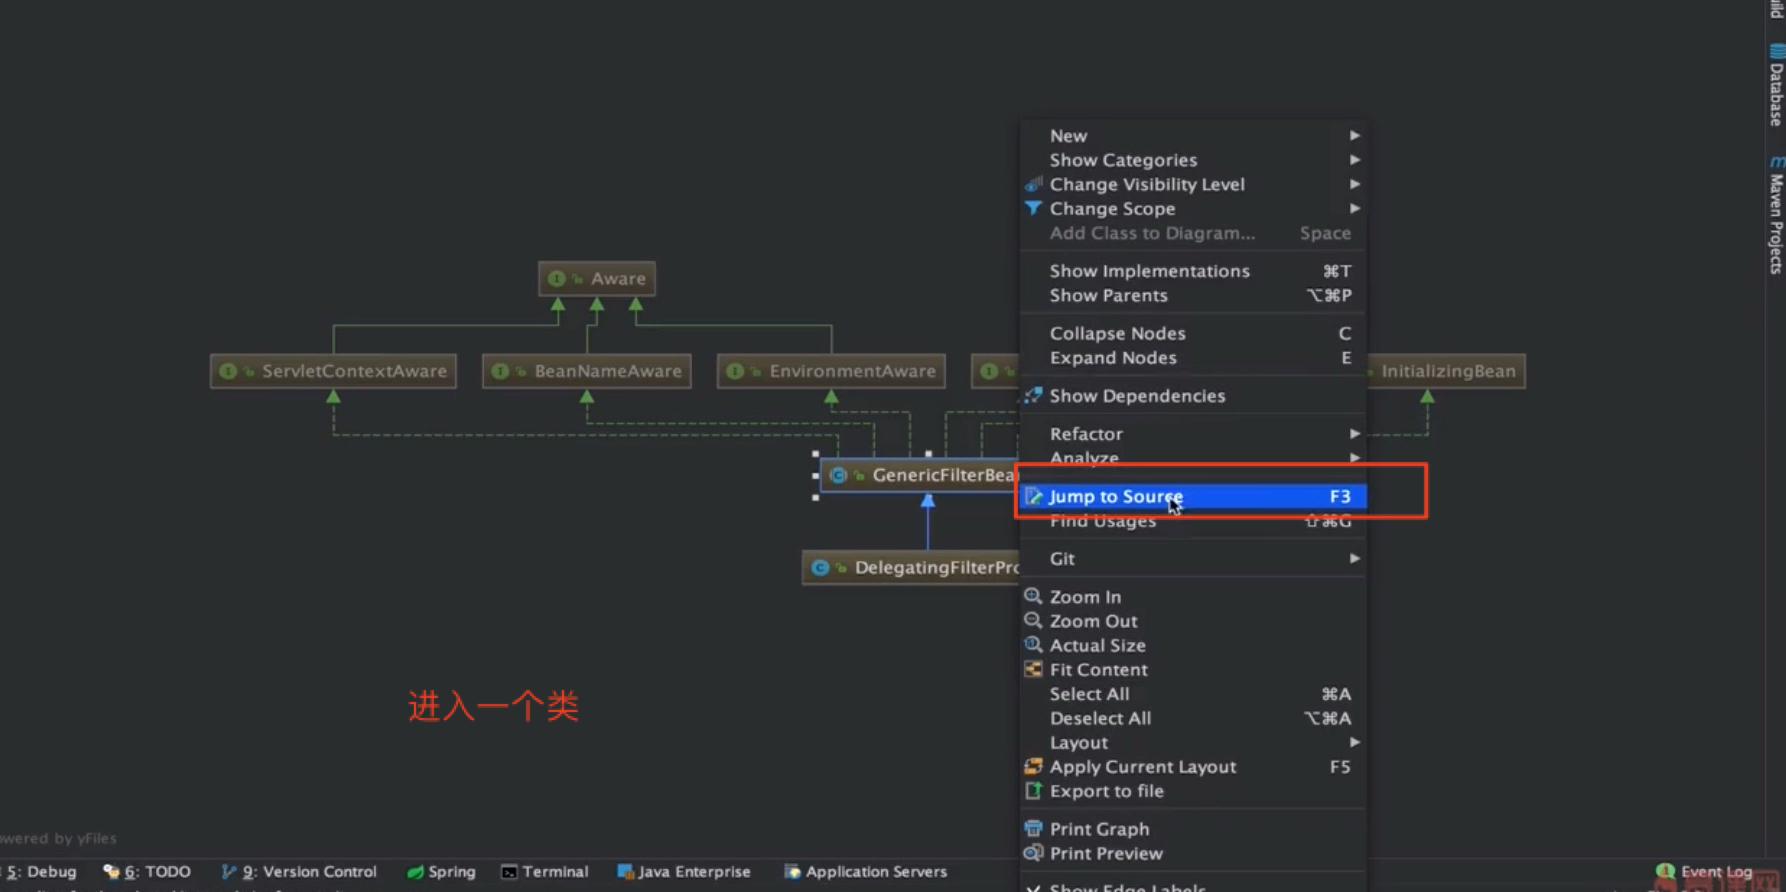 uild
Database
m
Maven Projects
New
Show Categories
Change Visibility Level
Change Scope
Add Class to Diagram... Space
Show Implementations ⌘T
Show Parents ⌥⌘P
Collapse Nodes C
Expand Nodes E
Show Dependencies
Refactor
Analyze
Jump to Source F3
Find Usages ⇧⌘G
Git
Zoom In
Zoom Out
Actual Size
Fit Content
Select All ⌘A
Deselect All ⌥⌘A
Layout
Apply Current Layout F5
Export to file
Print Graph
Print Preview
Show Edge Labels
I Aware
I ServletContextAware
I BeanNameAware
I EnvironmentAware
I
InitializingBean
C GenericFilterBea
C DelegatingFilterPro
进入一个类
owered by yFiles
5: Debug
6: TODO
9: Version Control
Spring
Terminal
Java Enterprise
Application Servers
Event Log